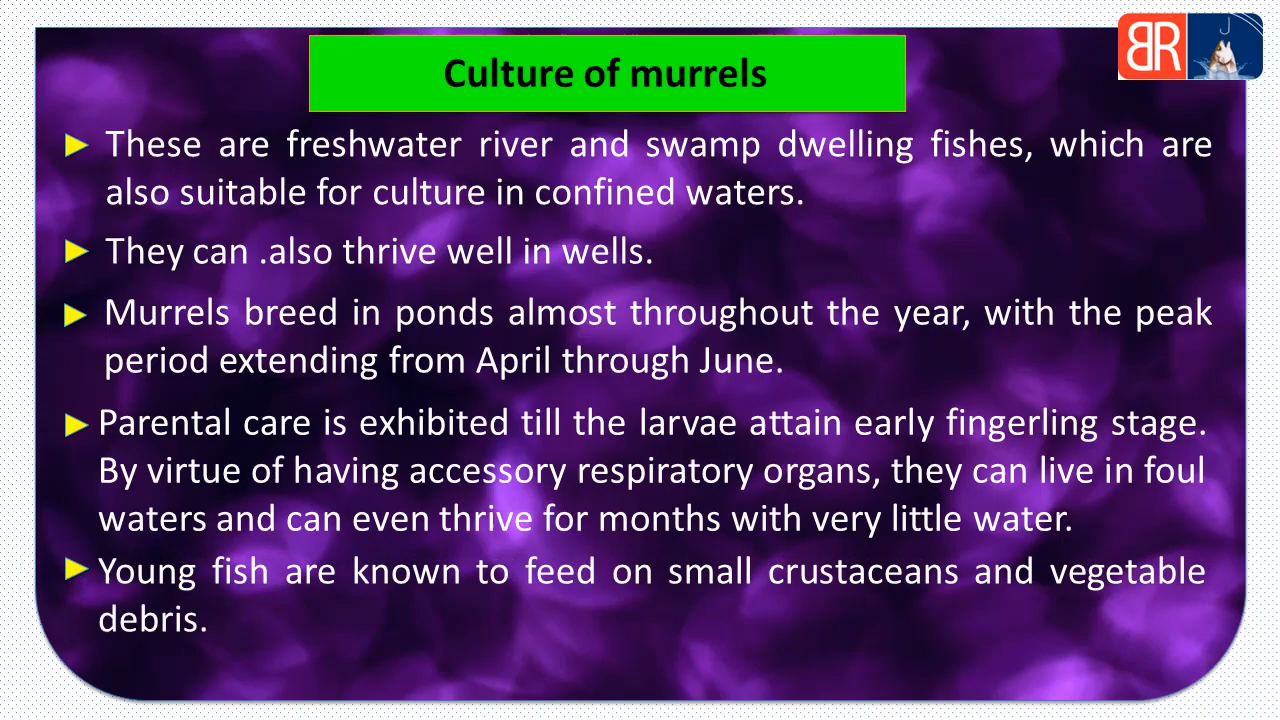 BR
Culture of murrels
These are freshwater river and swamp dwelling fishes, which are
also suitable for culture in confined waters.
They can .also thrive well in wells.
Murrels breed in ponds almost throughout the year, with the peak
period extending from April through June.
Parental care is exhibited till the larvae attain early fingerling stage.
By virtue of having accessory respiratory organs, they can live in foul
waters and can even thrive for months with very little water.
Young fish are known to feed on small crustaceans and vegetable
debris.